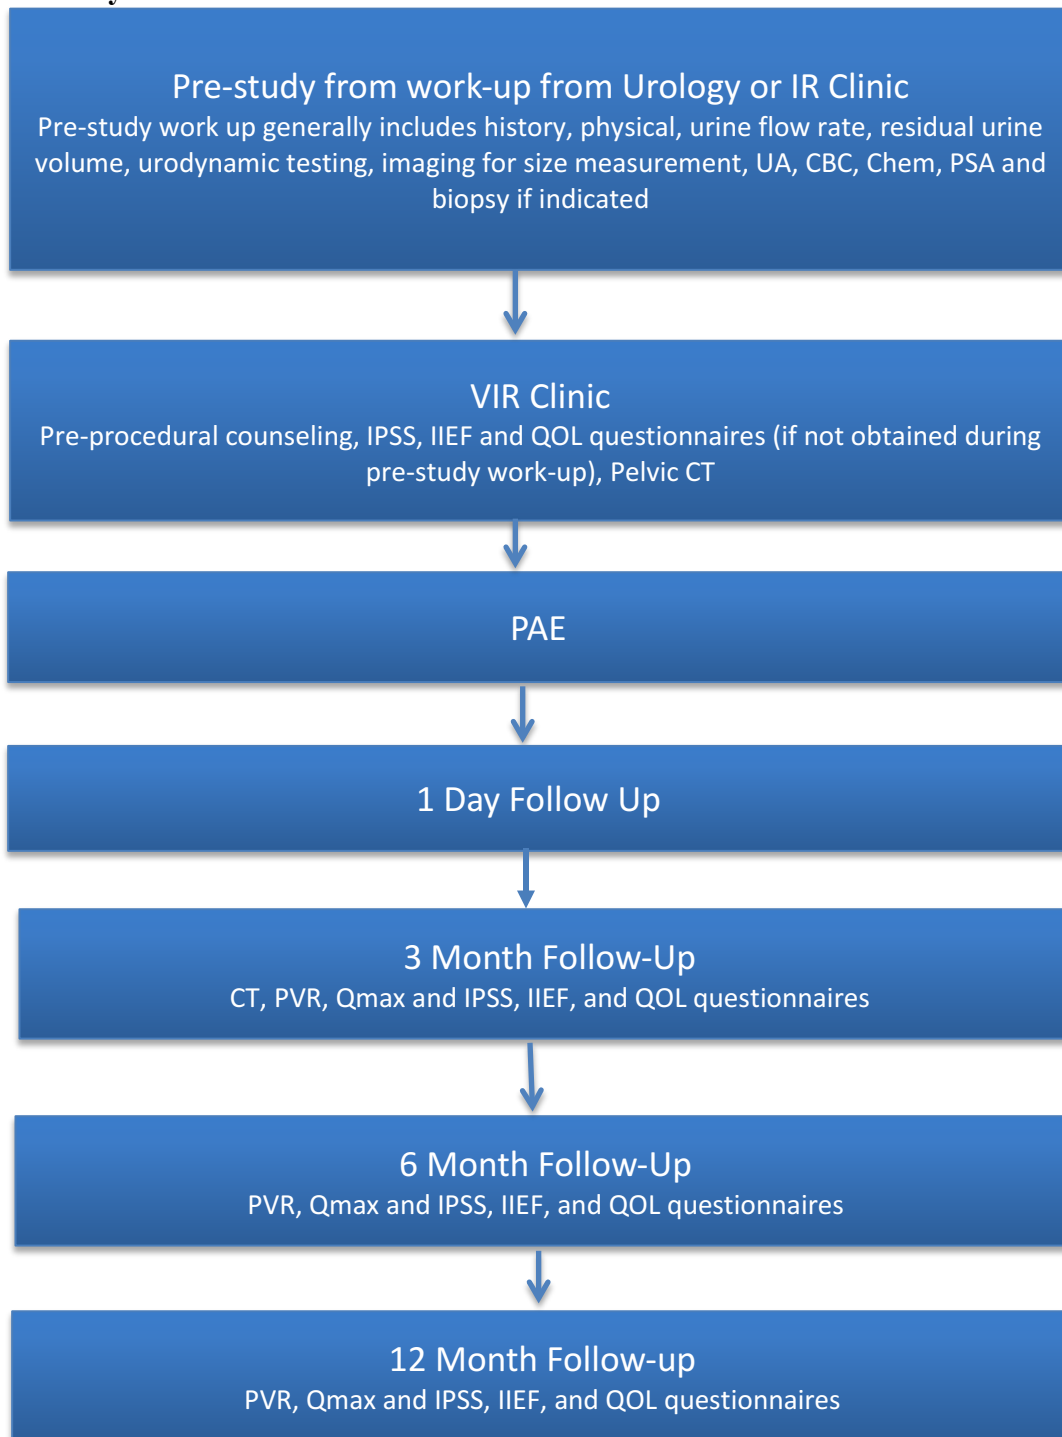 Pre-study from work-up from Urology or IR Clinic
Pre-study work up generally includes history, physical, urine flow rate, residual urine
volume, urodynamic testing, imaging for size measurement, UA, CBC, Chem, PSA and
biopsy if indicated
VIR Clinic
Pre-procedural counseling, IPSS, IIEF and QOL questionnaires (if not obtained during
pre-study work-up), Pelvic CT
PAE
1 Day Follow Up
3 Month Follow-Up
CT, PVR, Qmax and IPSS, IIEF, and QOL questionnaires
6 Month Follow-Up
PVR, Qmax and IPSS, IIEF, and QOL questionnaires
12 Month Follow-up
PVR, Qmax and IPSS, IIEF, and QOL questionnaires